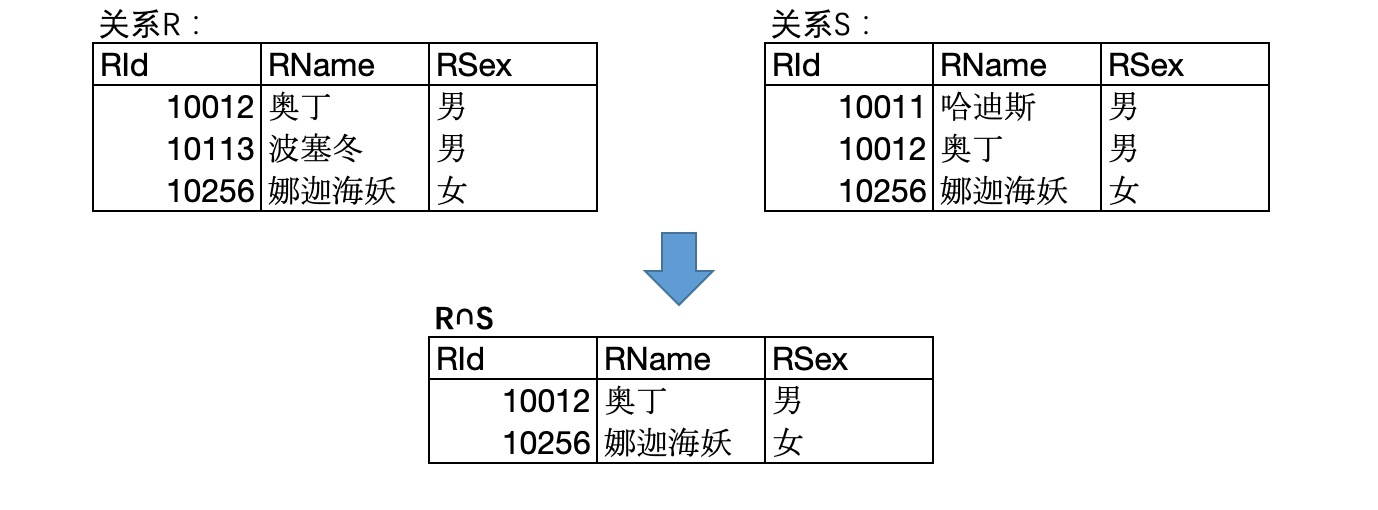 关系R：
RId RName RSex
10012 奥丁 男
10113 波塞冬 男
10256 娜迦海妖 女
关系S：
RId RName RSex
10011 哈迪斯 男
10012 奥丁 男
10256 娜迦海妖 女
R∩S
RId RName RSex
10012 奥丁 男
10256 娜迦海妖 女